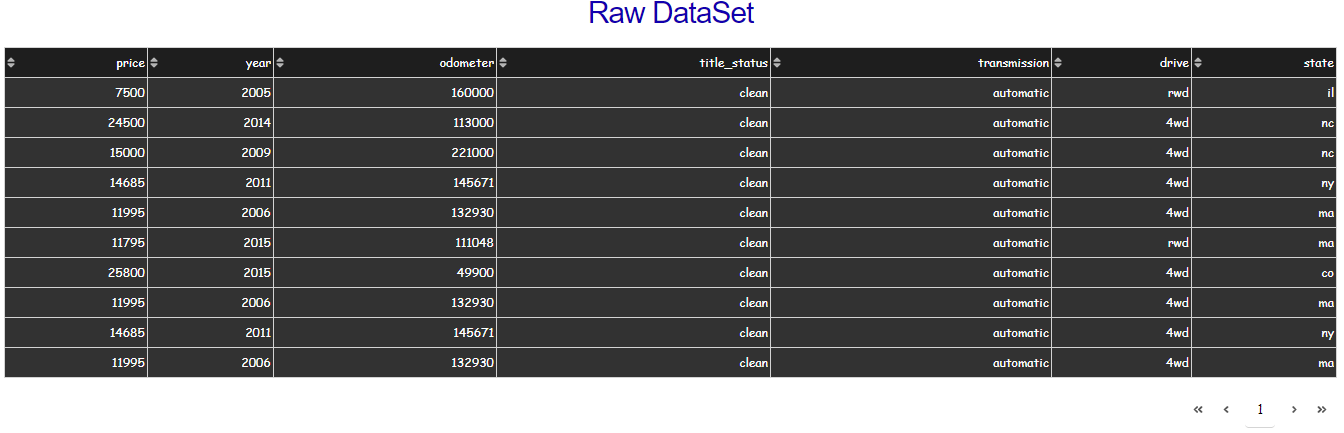 Raw DataSet
price year odometer title_status transmission drive state
7500 2005 160000 clean automatic rwd il
24500 2014 113000 clean automatic 4wd nc
15000 2009 221000 clean automatic 4wd nc
14685 2011 145671 clean automatic 4wd ny
11995 2006 132930 clean automatic 4wd ma
11795 2015 111048 clean automatic rwd ma
25800 2015 49900 clean automatic 4wd co
11995 2006 132930 clean automatic 4wd ma
14685 2011 145671 clean automatic 4wd ny
11995 2006 132930 clean automatic 4wd ma
« ‹ 1 › »